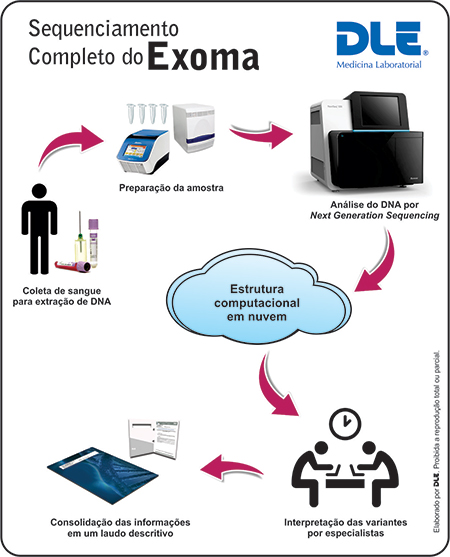 Sequenciamento
Completo do Exoma
DLE®
Medicina Laboratorial
Preparação da amostra
Análise do DNA por
Next Generation Sequencing
Coleta de sangue
para extração de DNA
Estrutura
computacional
em nuvem
Consolidação das informações
em um laudo descritivo
Interpretação das variantes
por especialistas
Elaborado por DLE. Proibida a reprodução total ou parcial.